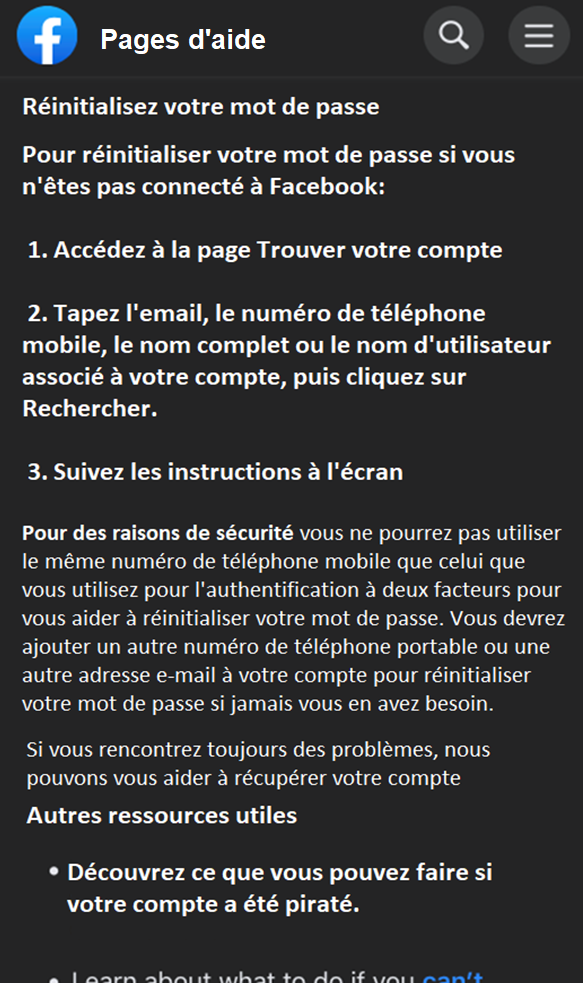 Pages d'aide
Réinitialisez votre mot de passe
Pour réinitialiser votre mot de passe si vous
n'êtes pas connecté à Facebook:
1. Accédez à la page Trouver votre compte
2. Tapez l'email, le numéro de téléphone
mobile, le nom complet ou le nom d'utilisateur
associé à votre compte, puis cliquez sur
Rechercher.
3. Suivez les instructions à l'écran
Pour des raisons de sécurité vous ne pourrez pas utiliser
le même numéro de téléphone mobile que celui que
vous utilisez pour l'authentification à deux facteurs pour
vous aider à réinitialiser votre mot de passe. Vous devrez
ajouter un autre numéro de téléphone portable ou une
autre adresse e-mail à votre compte pour réinitialiser
votre mot de passe si jamais vous en avez besoin.
Si vous rencontrez toujours des problèmes, nous
pouvons vous aider à récupérer votre compte
Autres ressources utiles
• Découvrez ce que vous pouvez faire si
votre compte a été piraté.
• Learn about what to do if you can't